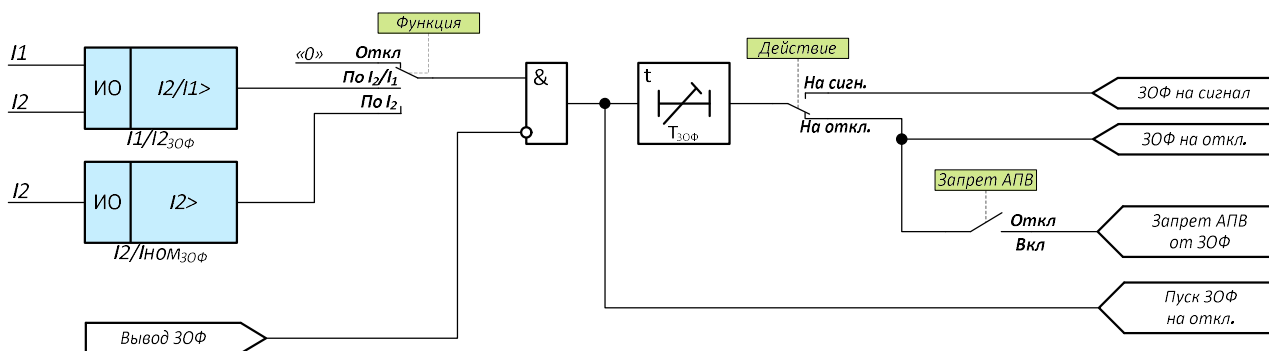 Функция
I1
I2
ИО
I2/I1>
I1/I2ЗОФ
I2
ИО
I2>
I2/IномЗОФ
Вывод ЗОФ
«0»
Откл
По I2/I1
По I2
&
t
TЗОФ
Действие
На сигн.
На откл.
Запрет АПВ
Откл
Вкл
ЗОФ на сигнал
ЗОФ на откл.
Запрет АПВ
от ЗОФ
Пуск ЗОФ
на откл.